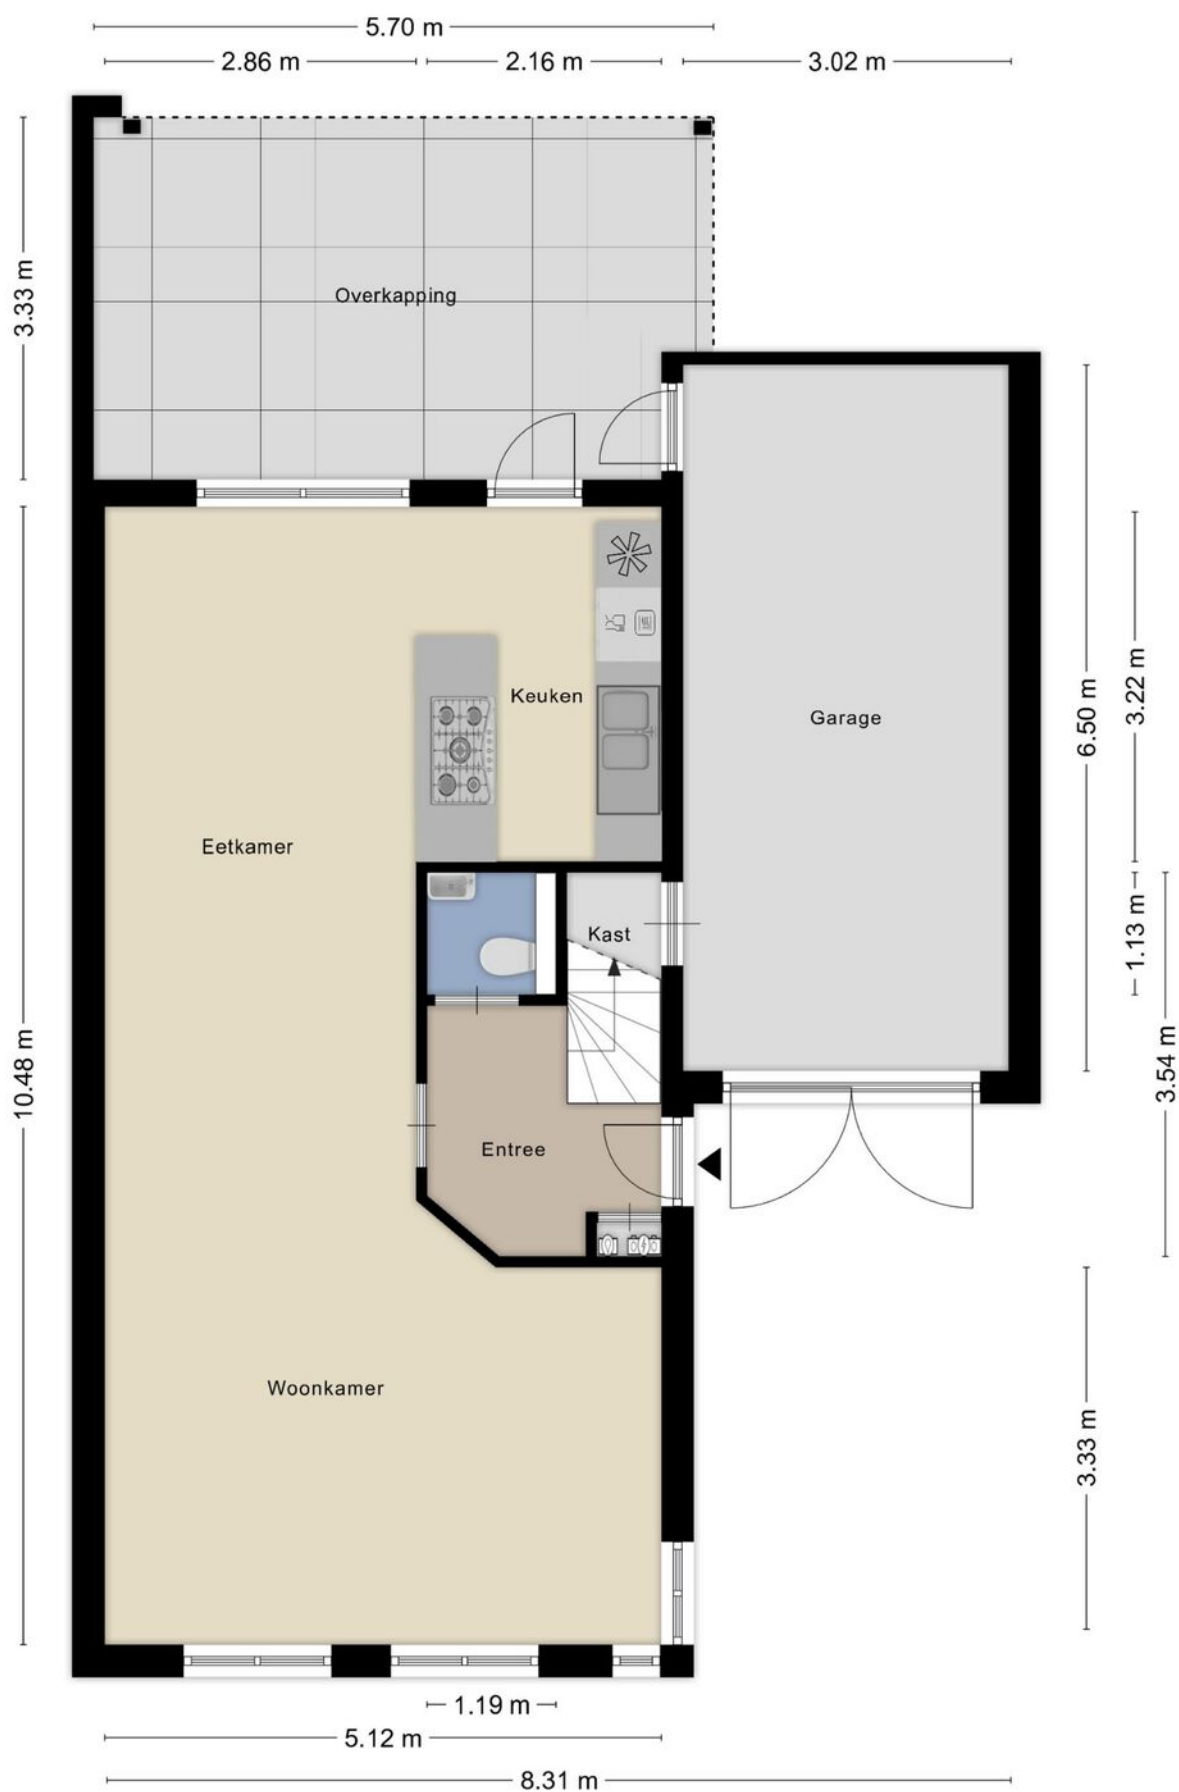 5.70 m
2.86 m
2.16 m
3.02 m
3.33 m
Overkapping
Keuken
Garage
3.22 m
6.50 m
Eetkamer
Kast
1.13 m
10.48 m
3.54 m
Entree
Woonkamer
3.33 m
1.19 m
5.12 m
8.31 m